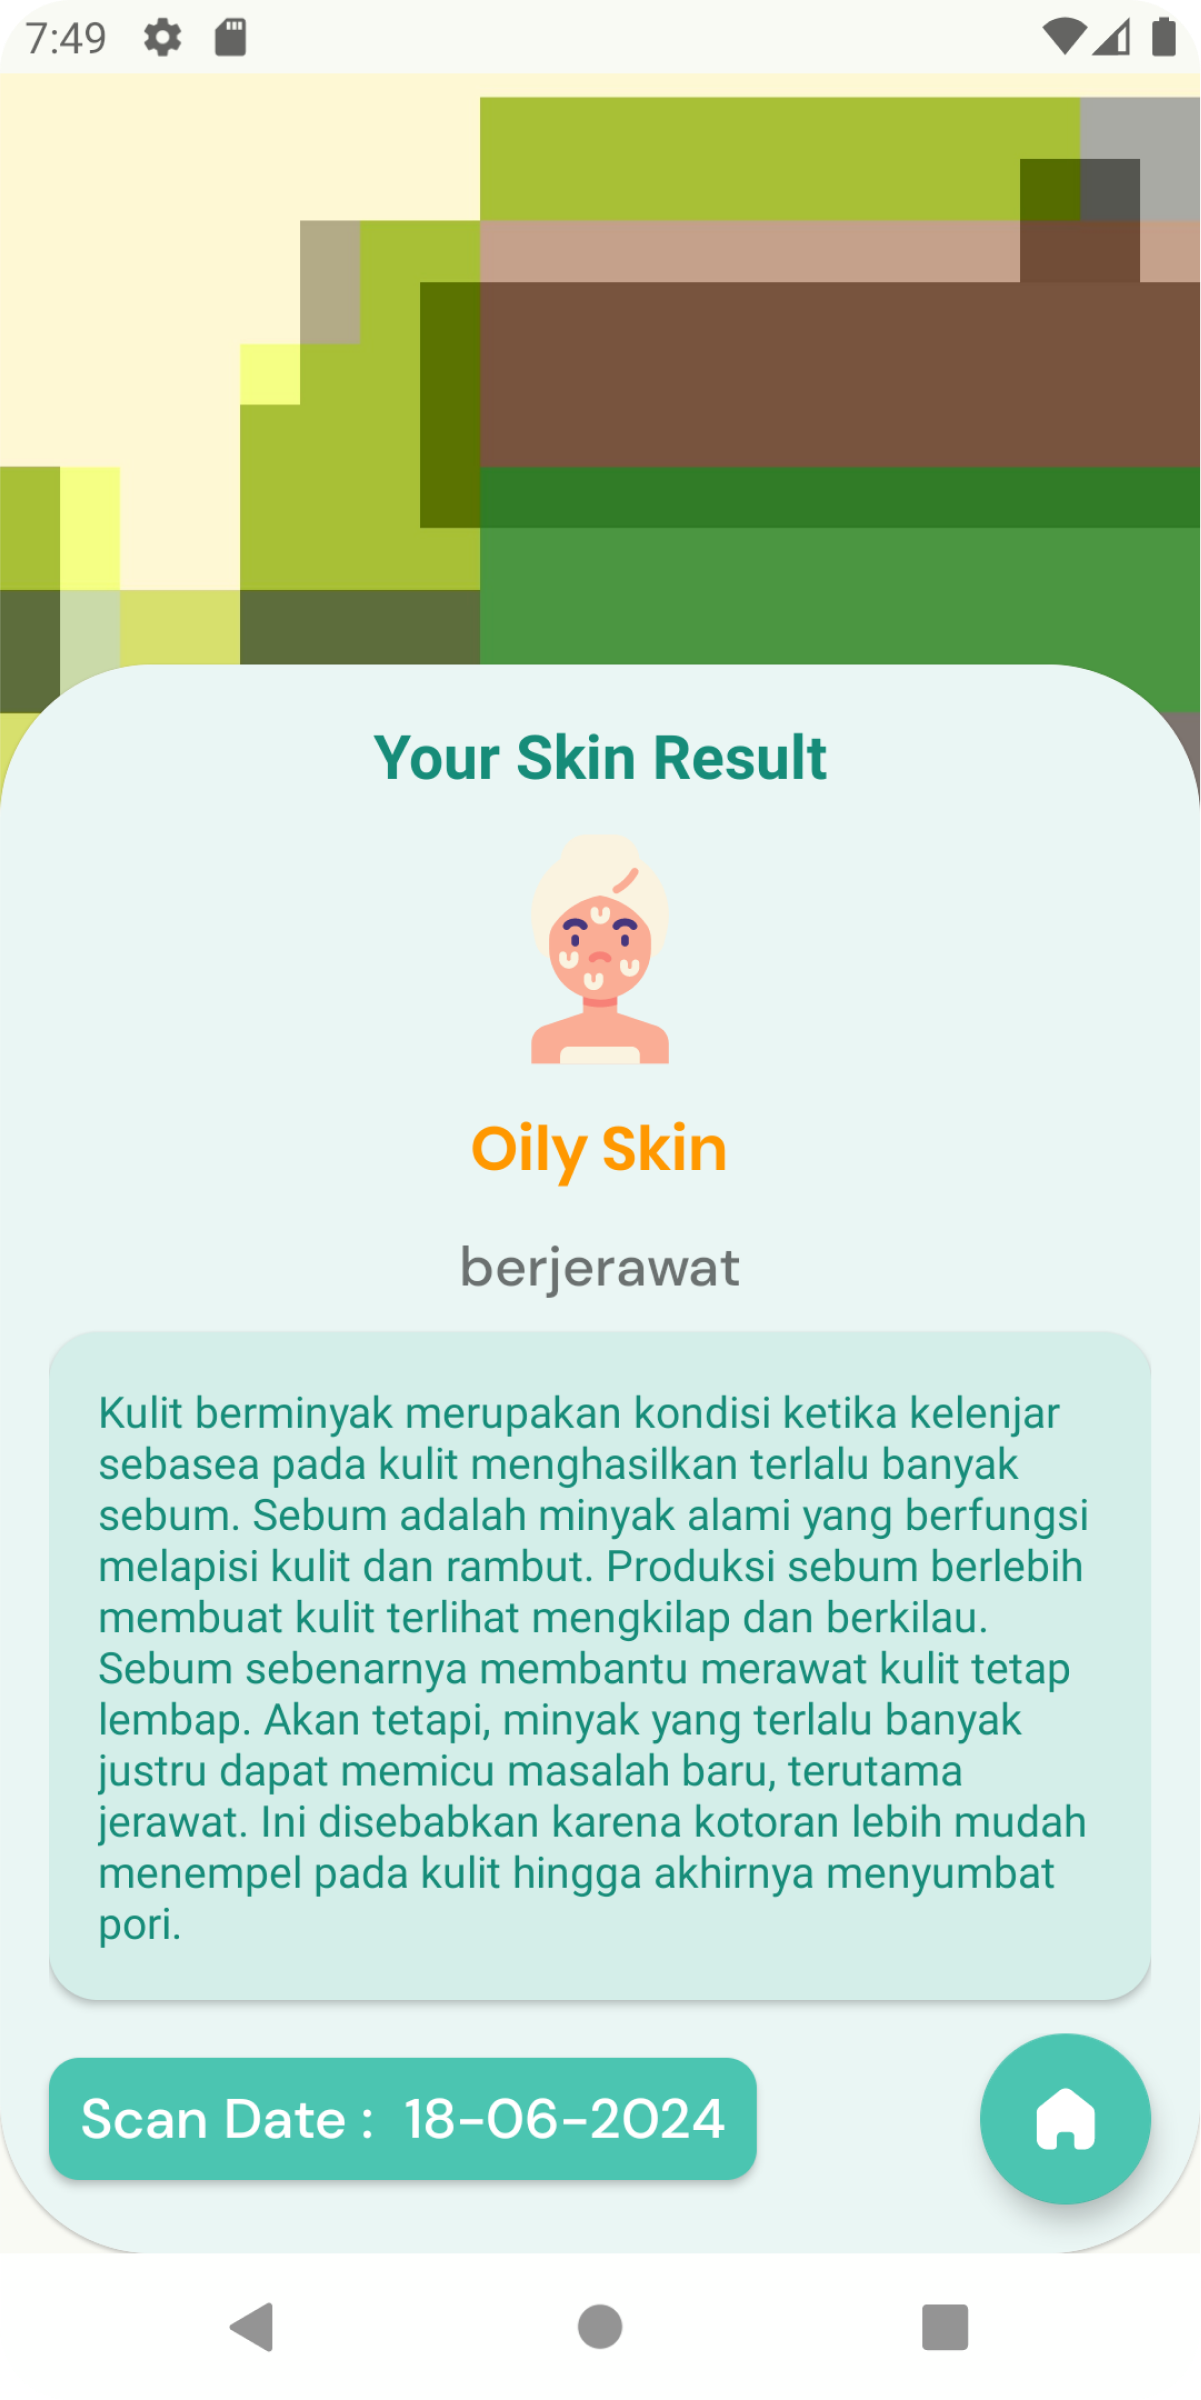 7:49
Your Skin Result
Oily Skin
berjerawat
Kulit berminyak merupakan kondisi ketika kelenjar
sebasea pada kulit menghasilkan terlalu banyak
sebum. Sebum adalah minyak alami yang berfungsi
melapisi kulit dan rambut. Produksi sebum berlebih
membuat kulit terlihat mengkilap dan berkilau.
Sebum sebenarnya membantu merawat kulit tetap
lembap. Akan tetapi, minyak yang terlalu banyak
justru dapat memicu masalah baru, terutama
jerawat. Ini disebabkan karena kotoran lebih mudah
menempel pada kulit hingga akhirnya menyumbat
pori.
Scan Date : 18-06-2024